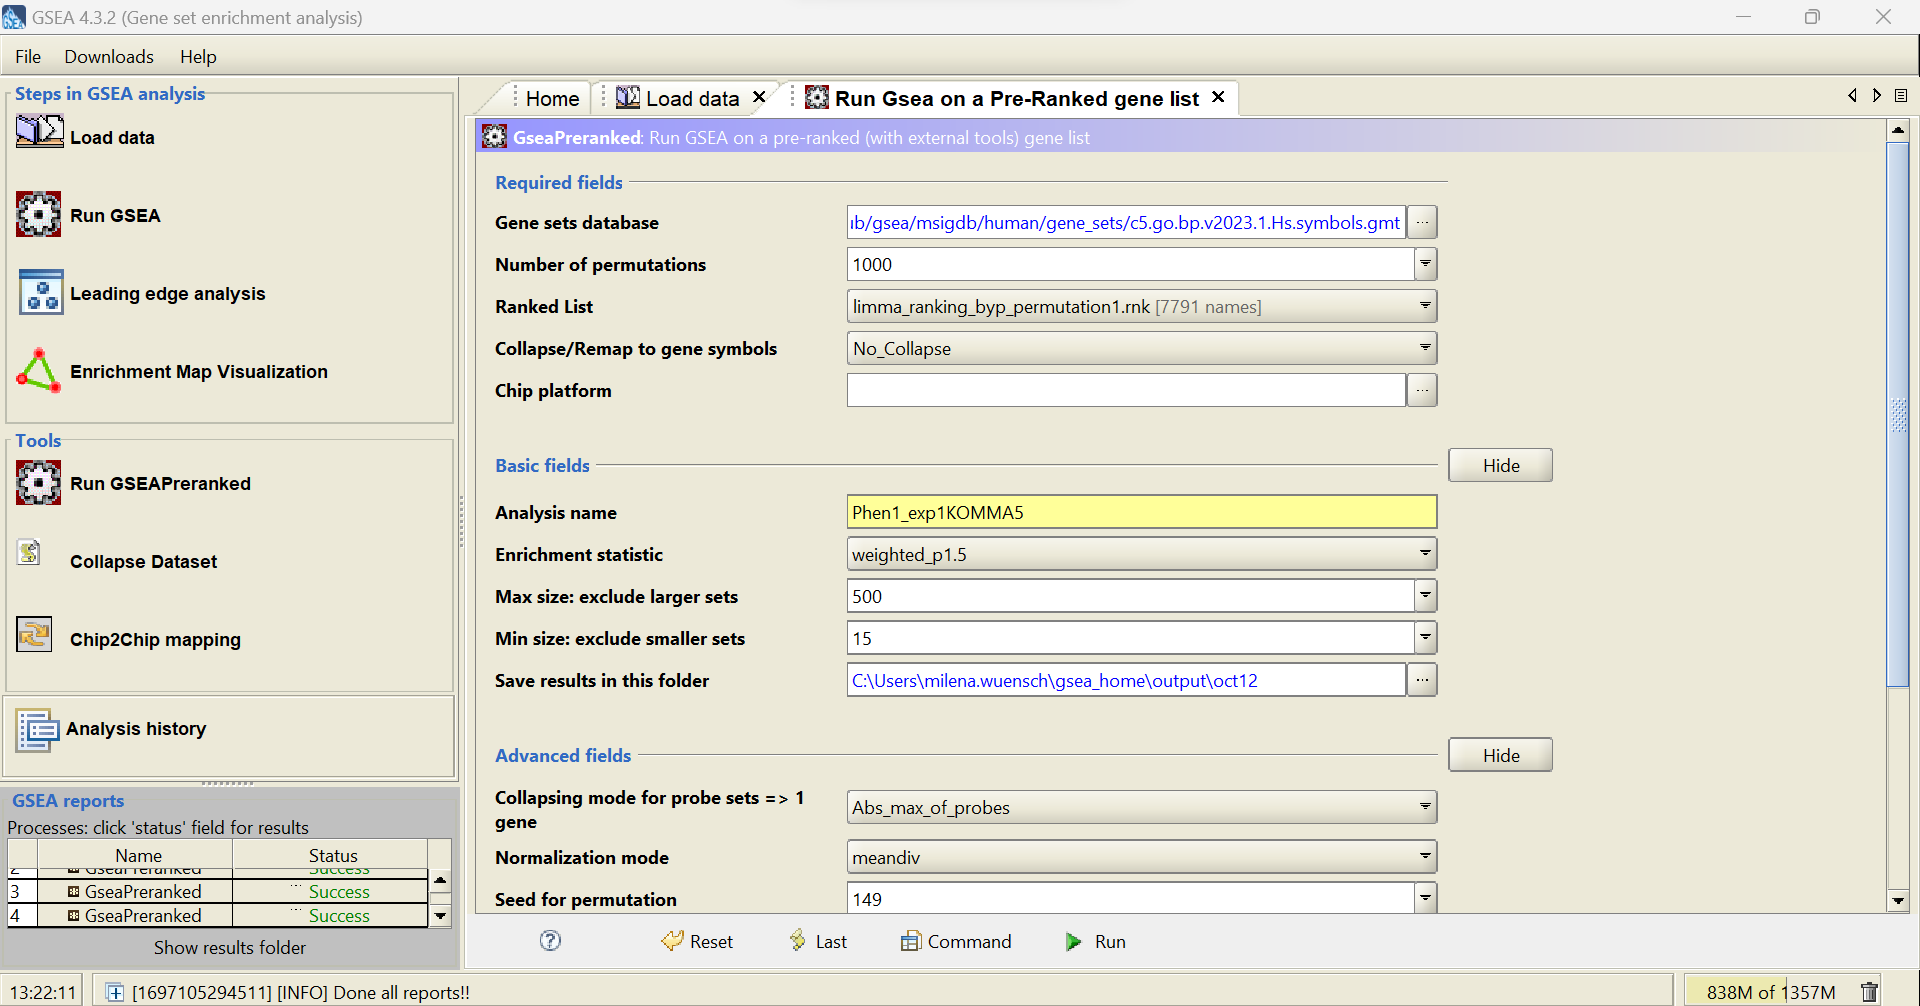 GSEA 4.3.2 (Gene set enrichment analysis)
File Downloads Help
Steps in GSEA analysis
Load data
Run GSEA
Leading edge analysis
Enrichment Map Visualization
Tools
Run GSEAPreranked
Collapse Dataset
Chip2Chip mapping
Analysis history
GSEA reports
Processes: click 'status' field for results
Name Status
2 GseaPreranked Success
3 GseaPreranked ... Success
4 GseaPreranked ... Success
Show results folder
Home Load data Run Gsea on a Pre-Ranked gene list
GseaPreranked: Run GSEA on a pre-ranked (with external tools) gene list
Required fields
Gene sets database ub/gsea/msigdb/human/gene_sets/c5.go.bp.v2023.1.Hs.symbols.gmt ...
Number of permutations 1000
Ranked List limma_ranking_byp_permutation1.rnk [7791 names]
Collapse/Remap to gene symbols No_Collapse
Chip platform ...
Basic fields Hide
Analysis name Phen1_exp1KOMMA5
Enrichment statistic weighted_p1.5
Max size: exclude larger sets 500
Min size: exclude smaller sets 15
Save results in this folder C:\Users\milena.wuensch\gsea_home\output\oct12 ...
Advanced fields Hide
Collapsing mode for probe sets => 1
gene Abs_max_of_probes
Normalization mode meandiv
Seed for permutation 149
? Reset Last Command Run
13:22:11 [1697105294511] [INFO] Done all reports!! 838M of 1357M